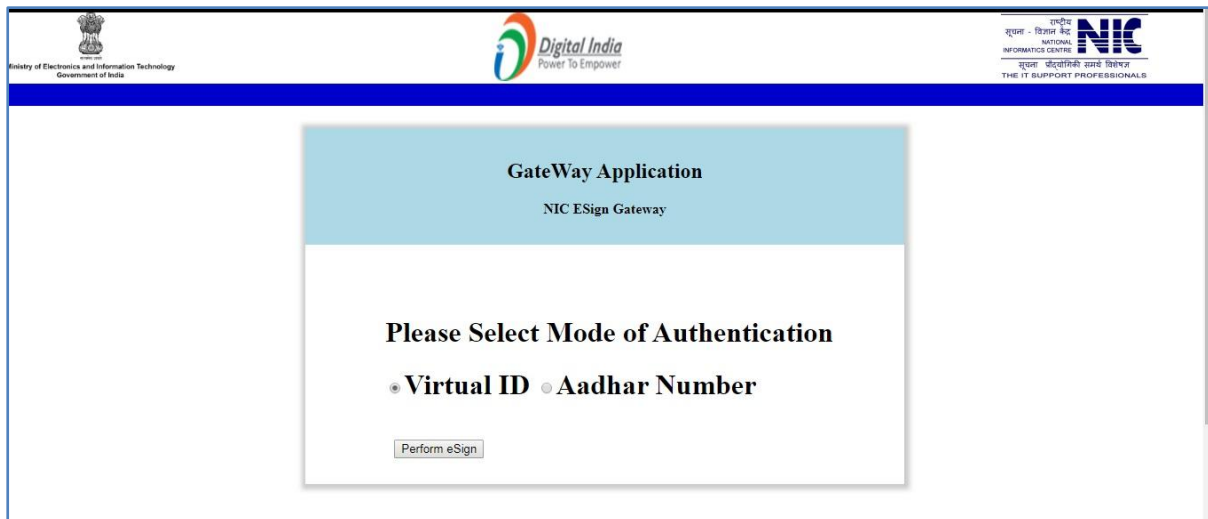 Ministry of Electronics and Information Technology
Government of India
Digital India
Power To Empower
राष्ट्रीय
सूचना - विज्ञान केंद्र
NATIONAL
INFORMATICS CENTRE
NIC
सूचना प्रौद्योगिकी समर्थ विशेषज्ञ
THE IT SUPPORT PROFESSIONALS
GateWay Application
NIC ESign Gateway
Please Select Mode of Authentication
Virtual ID Aadhar Number
Perform eSign